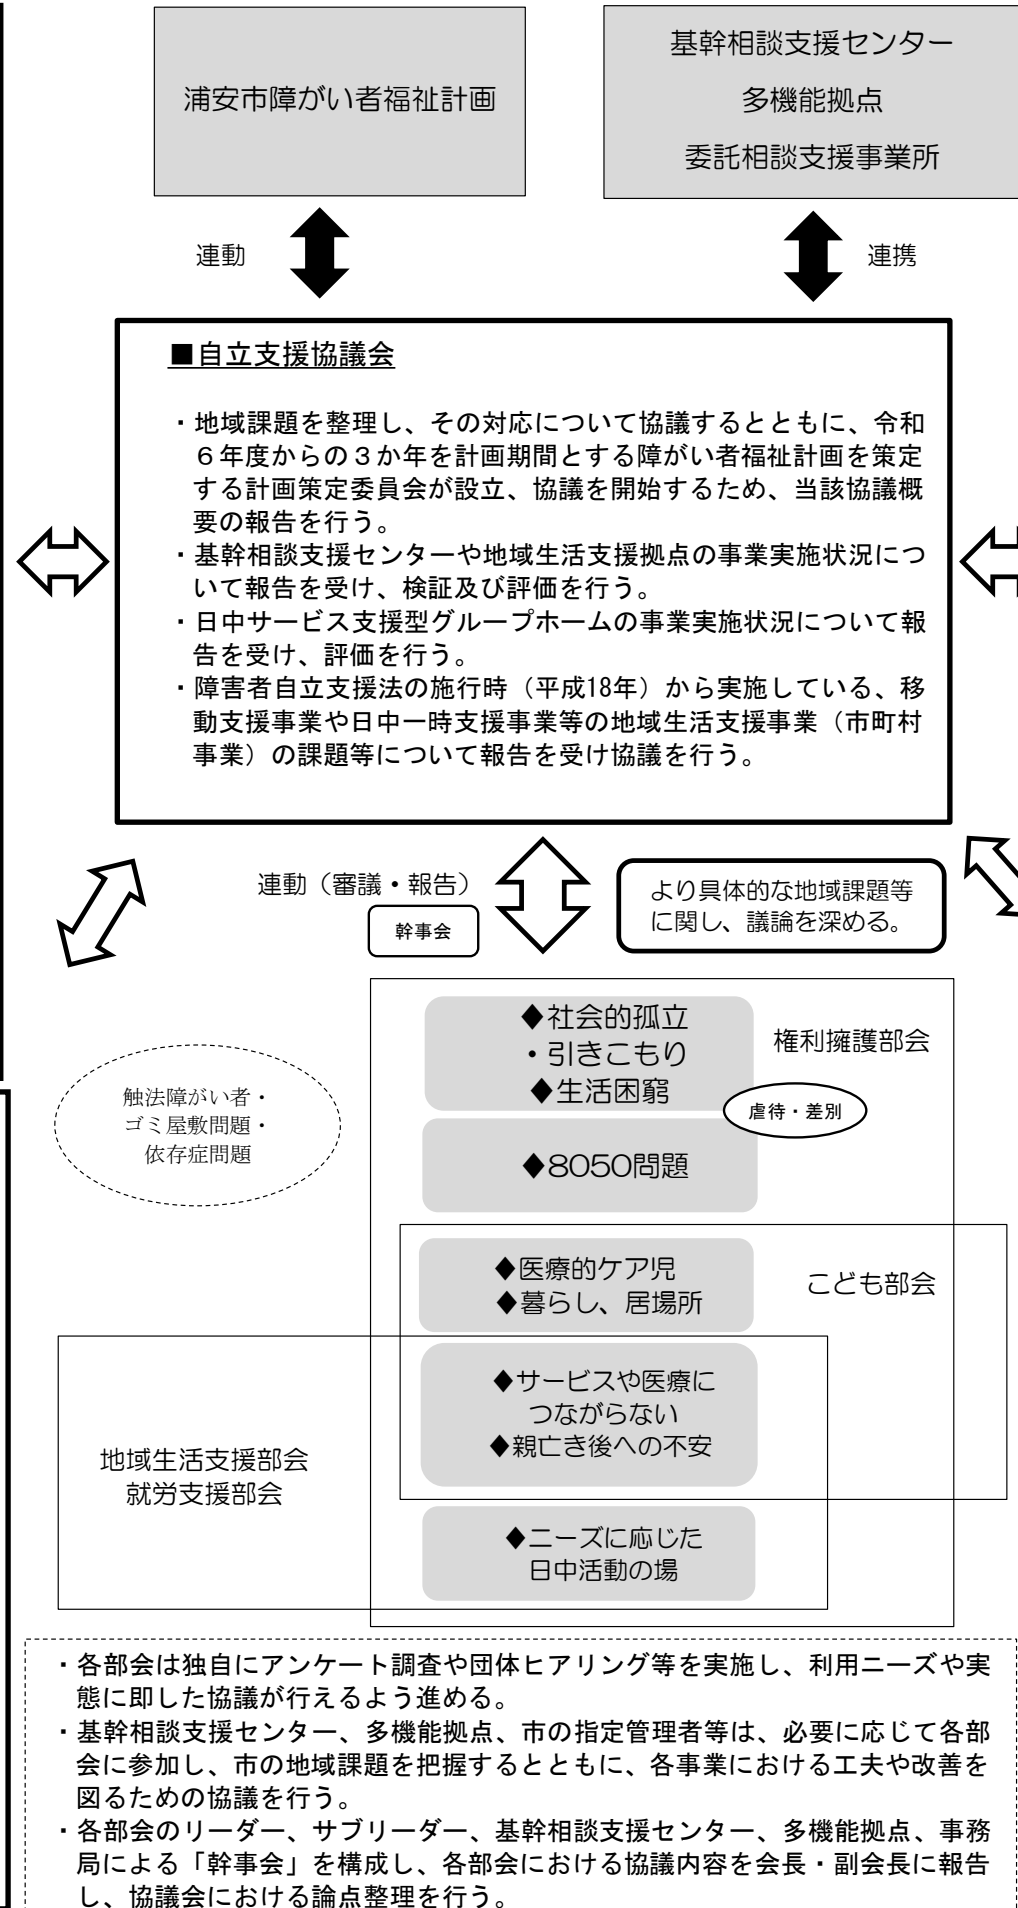 浦安市障がい者福祉計画
基幹相談支援センター
多機能拠点
委託相談支援事業所
連動
連携
■自立支援協議会
・地域課題を整理し、その対応について協議するとともに、令和
６年度からの３か年を計画期間とする障がい者福祉計画を策定
する計画策定委員会が設立、協議を開始するため、当該協議概
要の報告を行う。
・基幹相談支援センターや地域生活支援拠点の事業実施状況につ
いて報告を受け、検証及び評価を行う。
・日中サービス支援型グループホームの事業実施状況について報
告を受け、評価を行う。
・障害者自立支援法の施行時（平成18年）から実施している、移
動支援事業や日中一時支援事業等の地域生活支援事業（市町村
事業）の課題等について報告を受け協議を行う。
連動（審議・報告）
幹事会
より具体的な地域課題等
に関し、議論を深める。
◆社会的孤立
・引きこもり
◆生活困窮
権利擁護部会
虐待・差別
触法障がい者・
ゴミ屋敷問題・
依存症問題
◆8050問題
◆医療的ケア児
◆暮らし、居場所
こども部会
◆サービスや医療に
つながらない
◆親亡き後への不安
地域生活支援部会
就労支援部会
◆ニーズに応じた
日中活動の場
・各部会は独自にアンケート調査や団体ヒアリング等を実施し、利用ニーズや実
態に即した協議が行えるよう進める。
・基幹相談支援センター、多機能拠点、市の指定管理者等は、必要に応じて各部
会に参加し、市の地域課題を把握するとともに、各事業における工夫や改善を
図るための協議を行う。
・各部会のリーダー、サブリーダー、基幹相談支援センター、多機能拠点、事務
局による「幹事会」を構成し、各部会における協議内容を会長・副会長に報告
し、協議会における論点整理を行う。